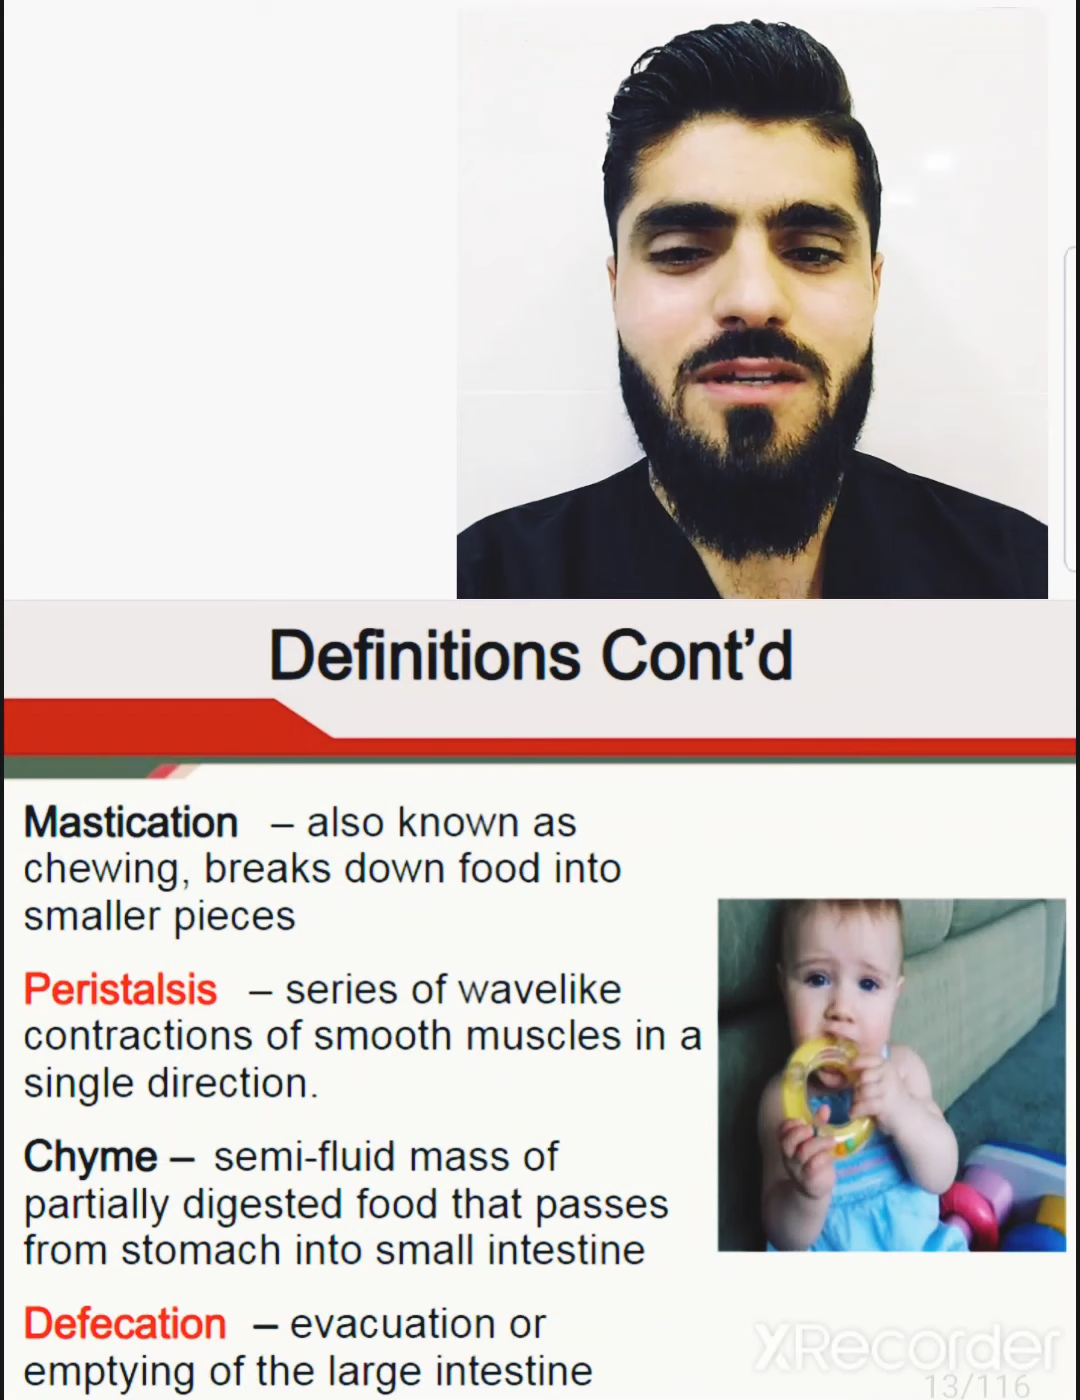 Definitions Cont’d
Mastication – also known as
chewing, breaks down food into
smaller pieces
Peristalsis – series of wavelike
contractions of smooth muscles in a
single direction.
Chyme – semi-fluid mass of
partially digested food that passes
from stomach into small intestine
Defecation – evacuation or
emptying of the large intestine
XRecorder
13/116